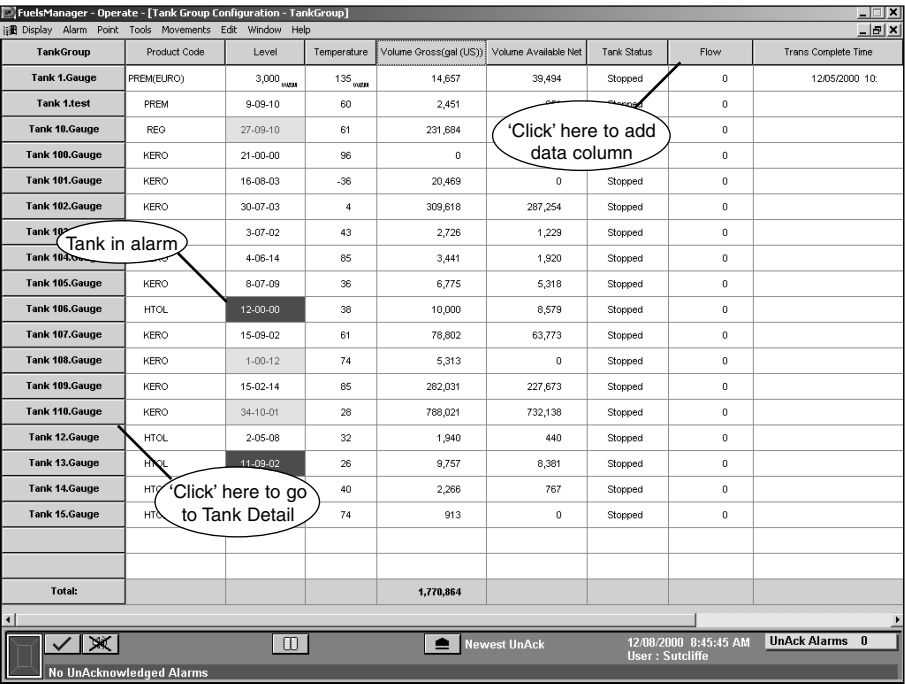 FuelsManager - Operate - [Tank Group Configuration - TankGroup]
Display Alarm Point Tools Movements Edit Window Help
TankGroup Product Code Level Temperature Volume Gross(gal (US)) Volume Available Net Tank Status Flow Trans Complete Time
Tank 1.Gauge PREM(EURO) 3,000 135 14,657 39,494 Stopped 0 12/05/2000 10:
Tank 1.test PREM 9-09-10 60 2,451 0
Tank 10.Gauge REG 27-09-10 61 231,684 0
'Click' here to add
data column
Tank 100.Gauge KERO 21-00-00 96 0 0
Tank 101.Gauge KERO 16-08-03 -36 20,469 0 Stopped 0
Tank 102.Gauge KERO 30-07-03 4 309,618 287,254 Stopped 0
3-07-02 43 2,726 1,229 Stopped 0
Tank in alarm
4-06-14 85 3,441 1,920 Stopped 0
Tank 105.Gauge KERO 8-07-09 36 6,775 5,318 Stopped 0
Tank 106.Gauge HTOL 12-00-00 38 10,000 8,579 Stopped 0
Tank 107.Gauge KERO 15-09-02 61 78,802 63,773 Stopped 0
Tank 108.Gauge KERO 1-00-12 74 5,313 0 Stopped 0
Tank 109.Gauge KERO 15-02-14 85 282,031 227,673 Stopped 0
Tank 110.Gauge KERO 34-10-01 28 788,021 732,138 Stopped 0
Tank 12.Gauge HTOL 2-05-08 32 1,940 440 Stopped 0
Tank 13.Gauge HTOL 11-09-02 26 9,757 8,381 Stopped 0
Tank 14.Gauge 40 2,266 767 Stopped 0
'Click' here to go
to Tank Detail
Tank 15.Gauge 74 913 0 Stopped 0
Total: 1,770,864
Newest UnAck 12/08/2000 8:45:45 AM UnAck Alarms 0
User : Sutcliffe
No UnAcknowledged Alarms